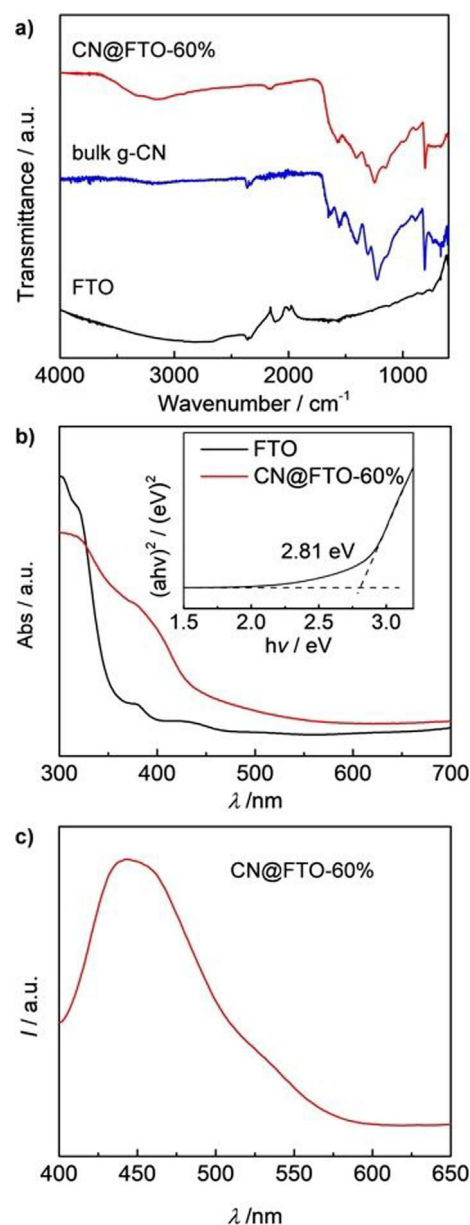 a)
CN@FTO-60%
bulk g-CN
FTO
Transmittance / a.u.
4000 3000 2000 1000
Wavenumber / cm⁻¹
b)
FTO
CN@FTO-60%
2.81 eV
(ahv)² / (eV)²
1.5 2.0 2.5 3.0
hv / eV
Abs / a.u.
300 400 500 600 700
λ /nm
c)
CN@FTO-60%
I / a.u.
400 450 500 550 600 650
λ /nm